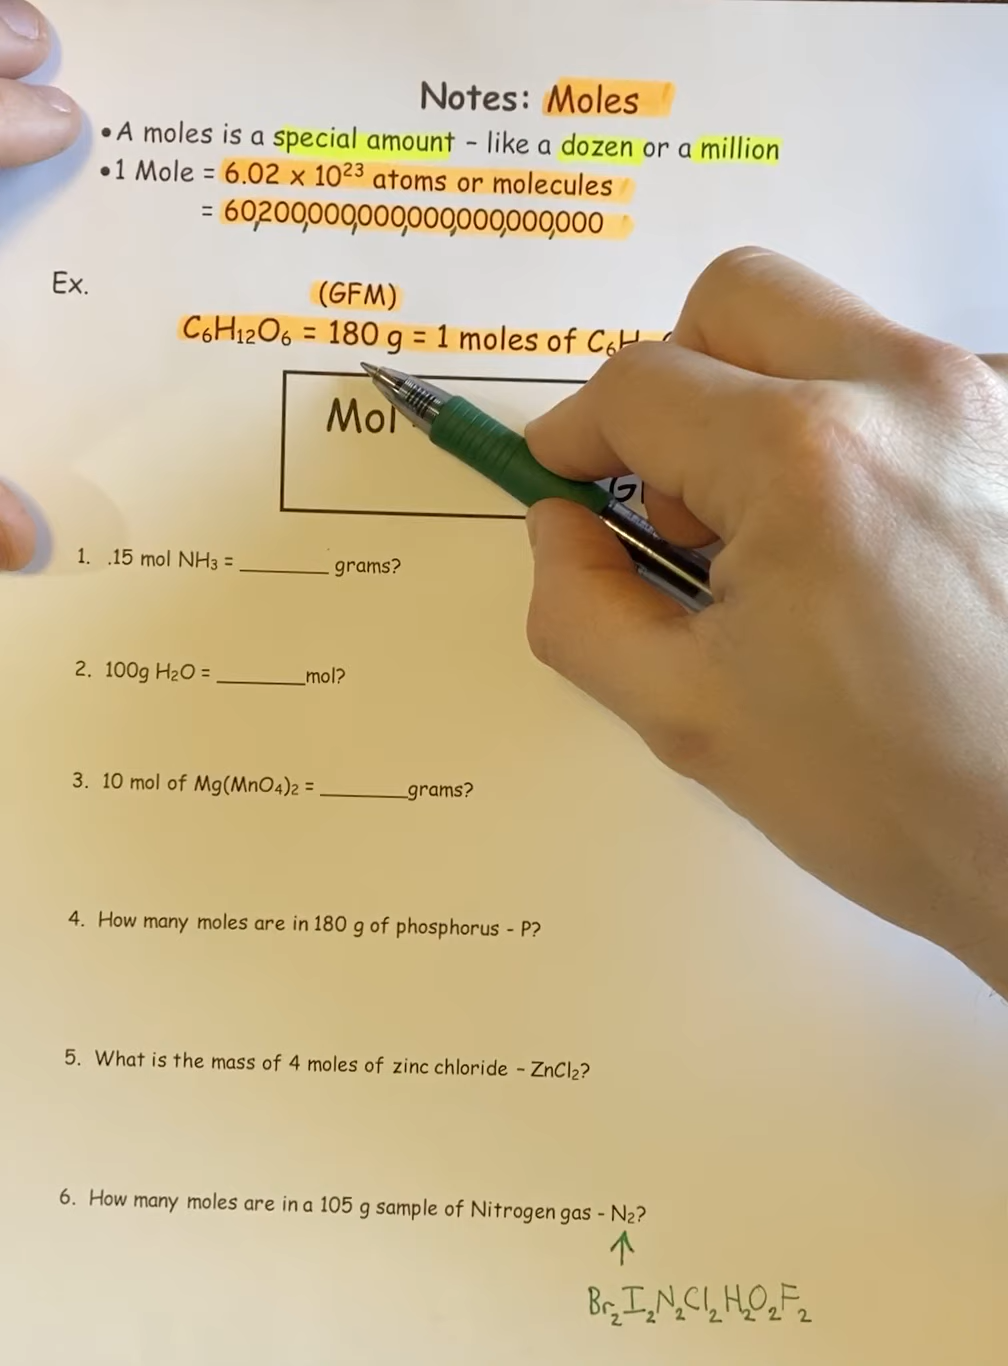 Notes: Moles
•A moles is a special amount - like a dozen or a million
•1 Mole = 6.02 x 10²³ atoms or molecules
= 60,200,000,000,000,000,000,000
Ex.
(GFM)
C₆H₁₂O₆ = 180 g = 1 moles of C₆H
Mol
1. .15 mol NH₃ = ________ grams?
2. 100g H₂O = ________mol?
3. 10 mol of Mg(MnO₄)₂ = ________grams?
4. How many moles are in 180 g of phosphorus - P?
5. What is the mass of 4 moles of zinc chloride - ZnCl₂?
6. How many moles are in a 105 g sample of Nitrogen gas - N₂?
↑
Br₂I₂N₂Cl₂H₂O₂F₂